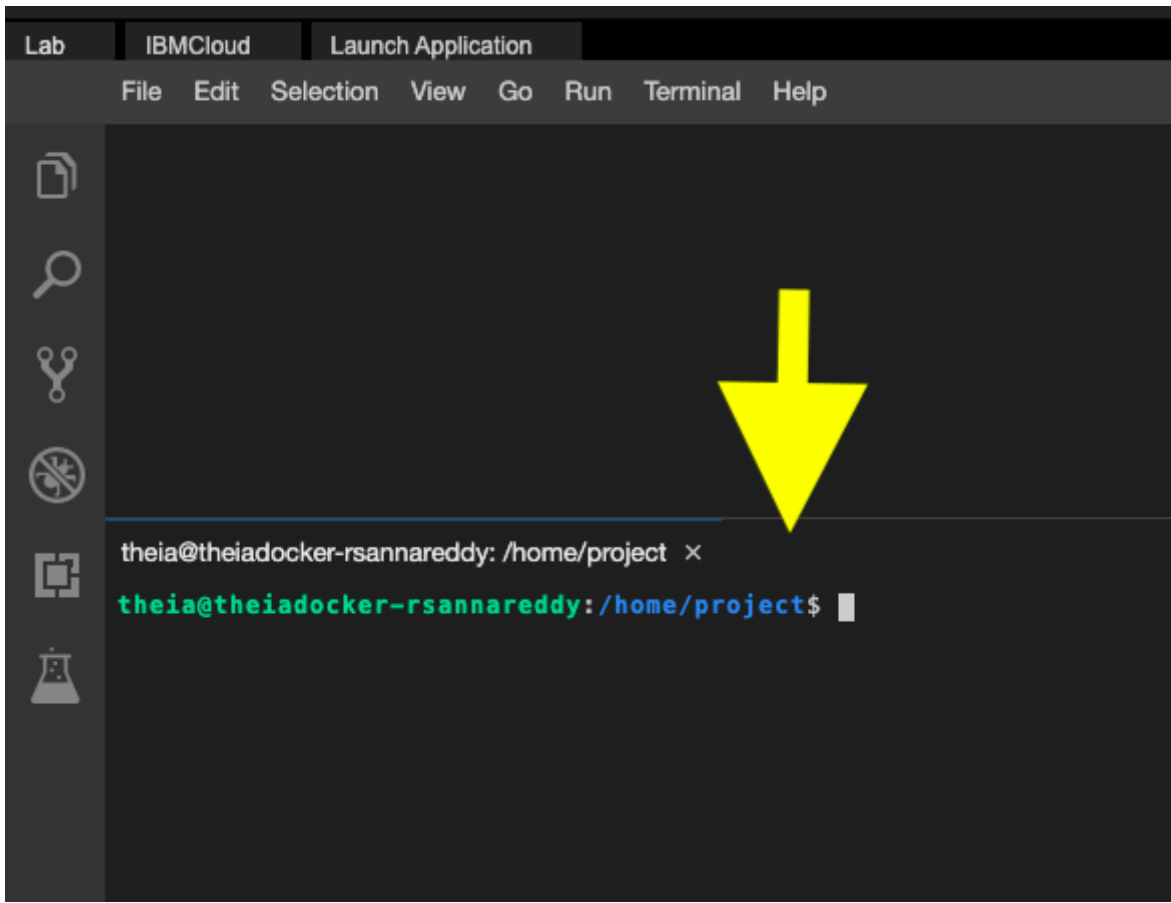 Lab IBMCloud Launch Application
File Edit Selection View Go Run Terminal Help
theia@theiadocker-rsannareddy: /home/project ×
theia@theiadocker-rsannareddy:/home/project$